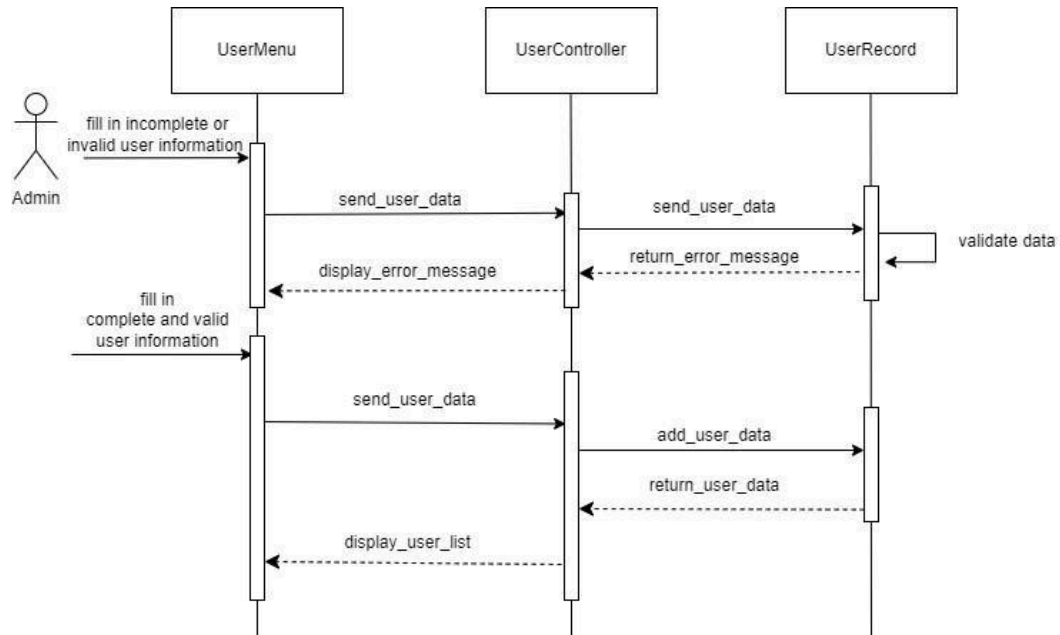 UserMenu
UserController
UserRecord
fill in incomplete or
invalid user information
Admin
send_user_data
send_user_data
validate data
return_error_message
display_error_message
fill in
complete and valid
user information
send_user_data
add_user_data
return_user_data
display_user_list